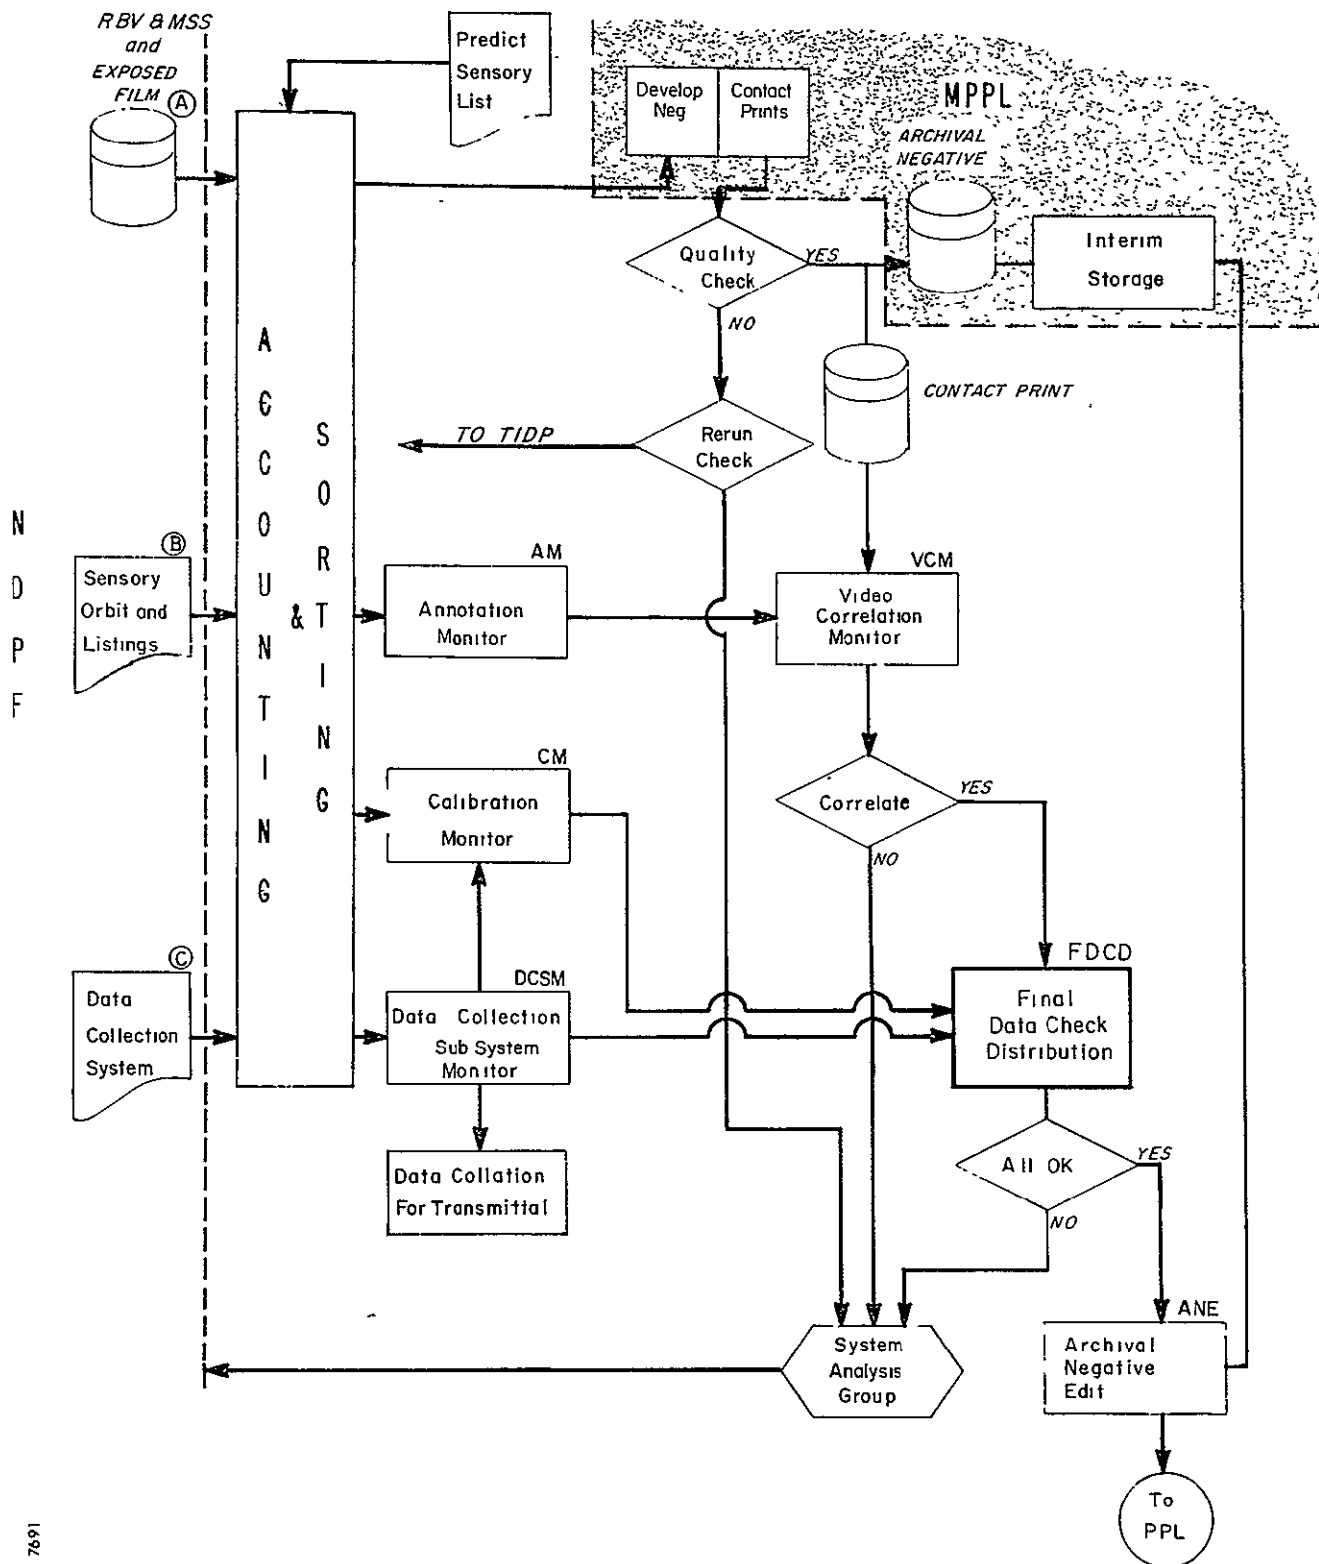 RBV & MSS
and
EXPOSED
FILM
A
Predict
Sensory
List
Develop
Neg
Contact
Prints
MPPL
ARCHIVAL
NEGATIVE
Interim
Storage
Quality
Check
YES
NO
CONTACT PRINT
Rerun
Check
TO TIDP
ACCOUNTING
&
SORTING
NDPF
B
Sensory
Orbit and
Listings
AM
Annotation
Monitor
VCM
Video
Correlation
Monitor
CM
Calibration
Monitor
Correlate
YES
NO
C
Data
Collection
System
DCSM
Data Collection
Sub System
Monitor
FDCD
Final
Data Check
Distribution
Data Collation
For Transmittal
All OK
YES
NO
System
Analysis
Group
ANE
Archival
Negative
Edit
To
PPL
7691